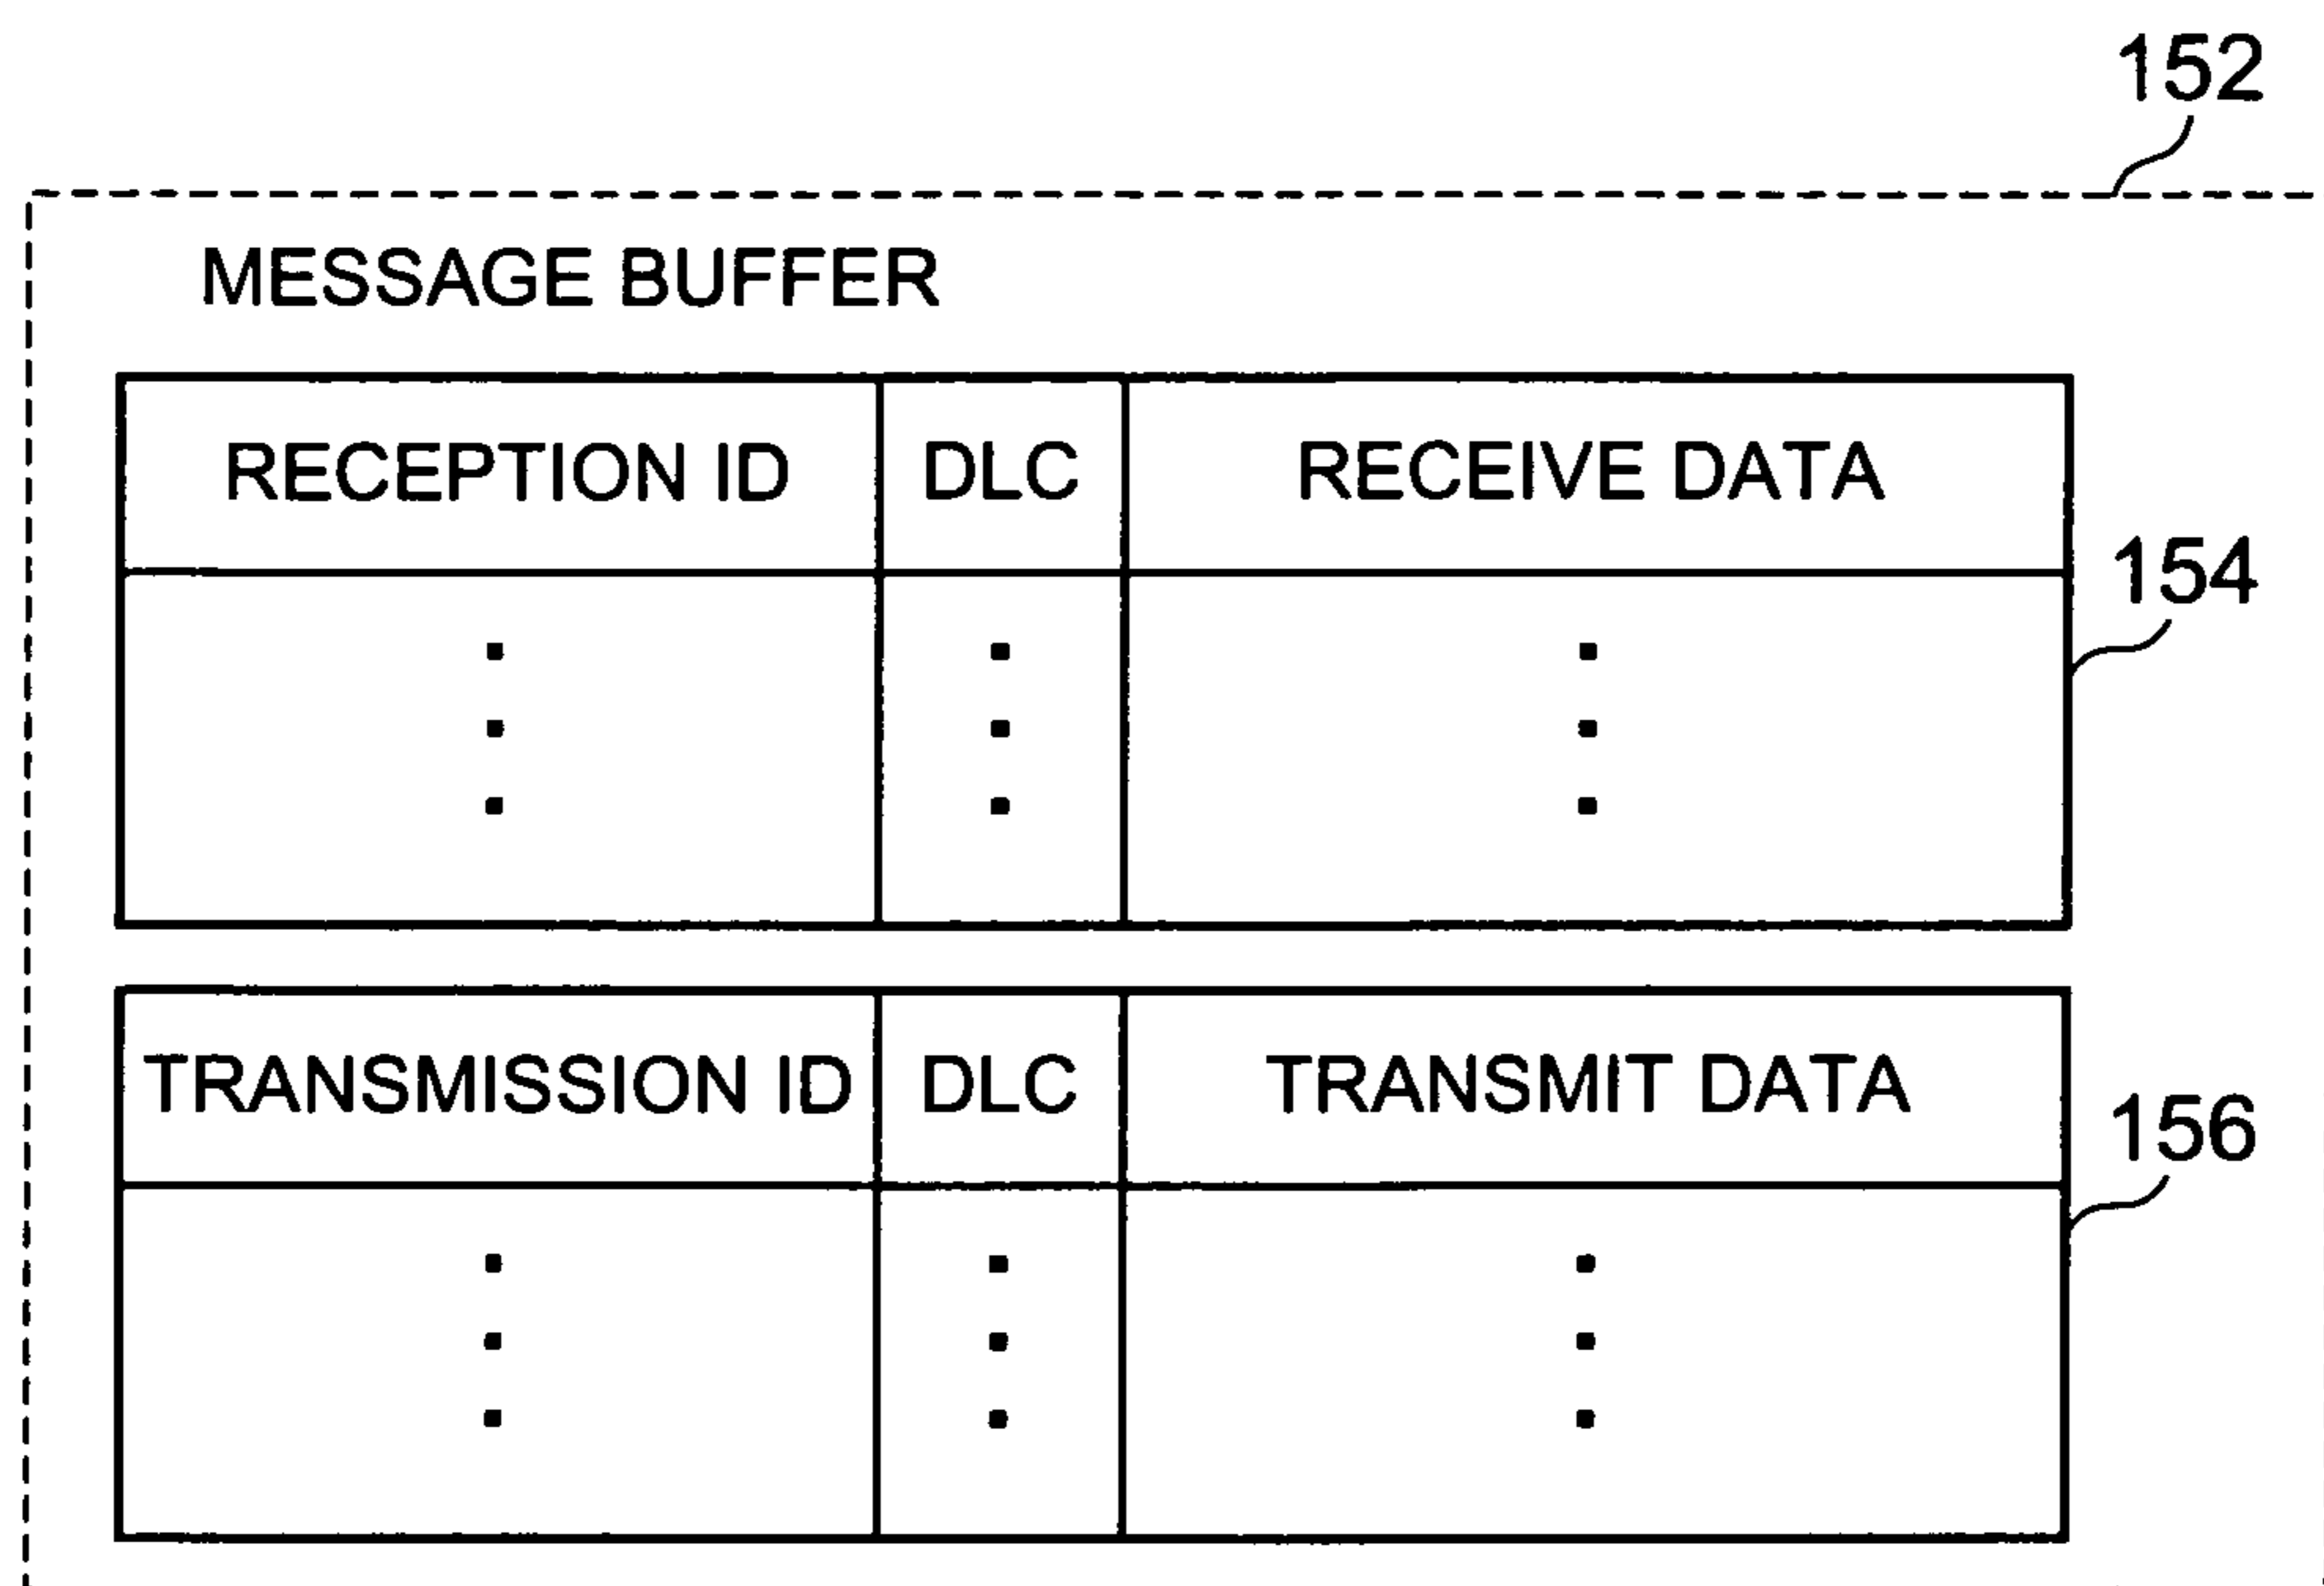 152
MESSAGE BUFFER
RECEPTION ID DLC RECEIVE DATA
154
TRANSMISSION ID DLC TRANSMIT DATA
156